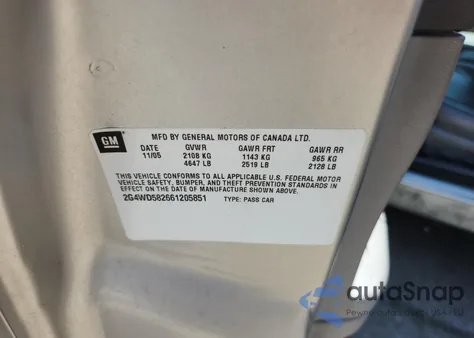 GM
MFD BY GENERAL MOTORS OF CANADA LTD.
DATE GVWR GAWR FRT GAWR RR
11/05 2108 KG 1143 KG 965 KG
4647 LB 2519 LB 2128 LB
THIS VEHICLE CONFORMS TO ALL APPLICABLE U.S. FEDERAL MOTOR
VEHICLE SAFETY, BUMPER, AND THEFT PREVENTION STANDARDS IN
EFFECT ON THE DATE OF MANUFACTURE SHOWN ABOVE.
2G4WD582661205851 TYPE: PASS CAR
autoSnap
Pewne auto